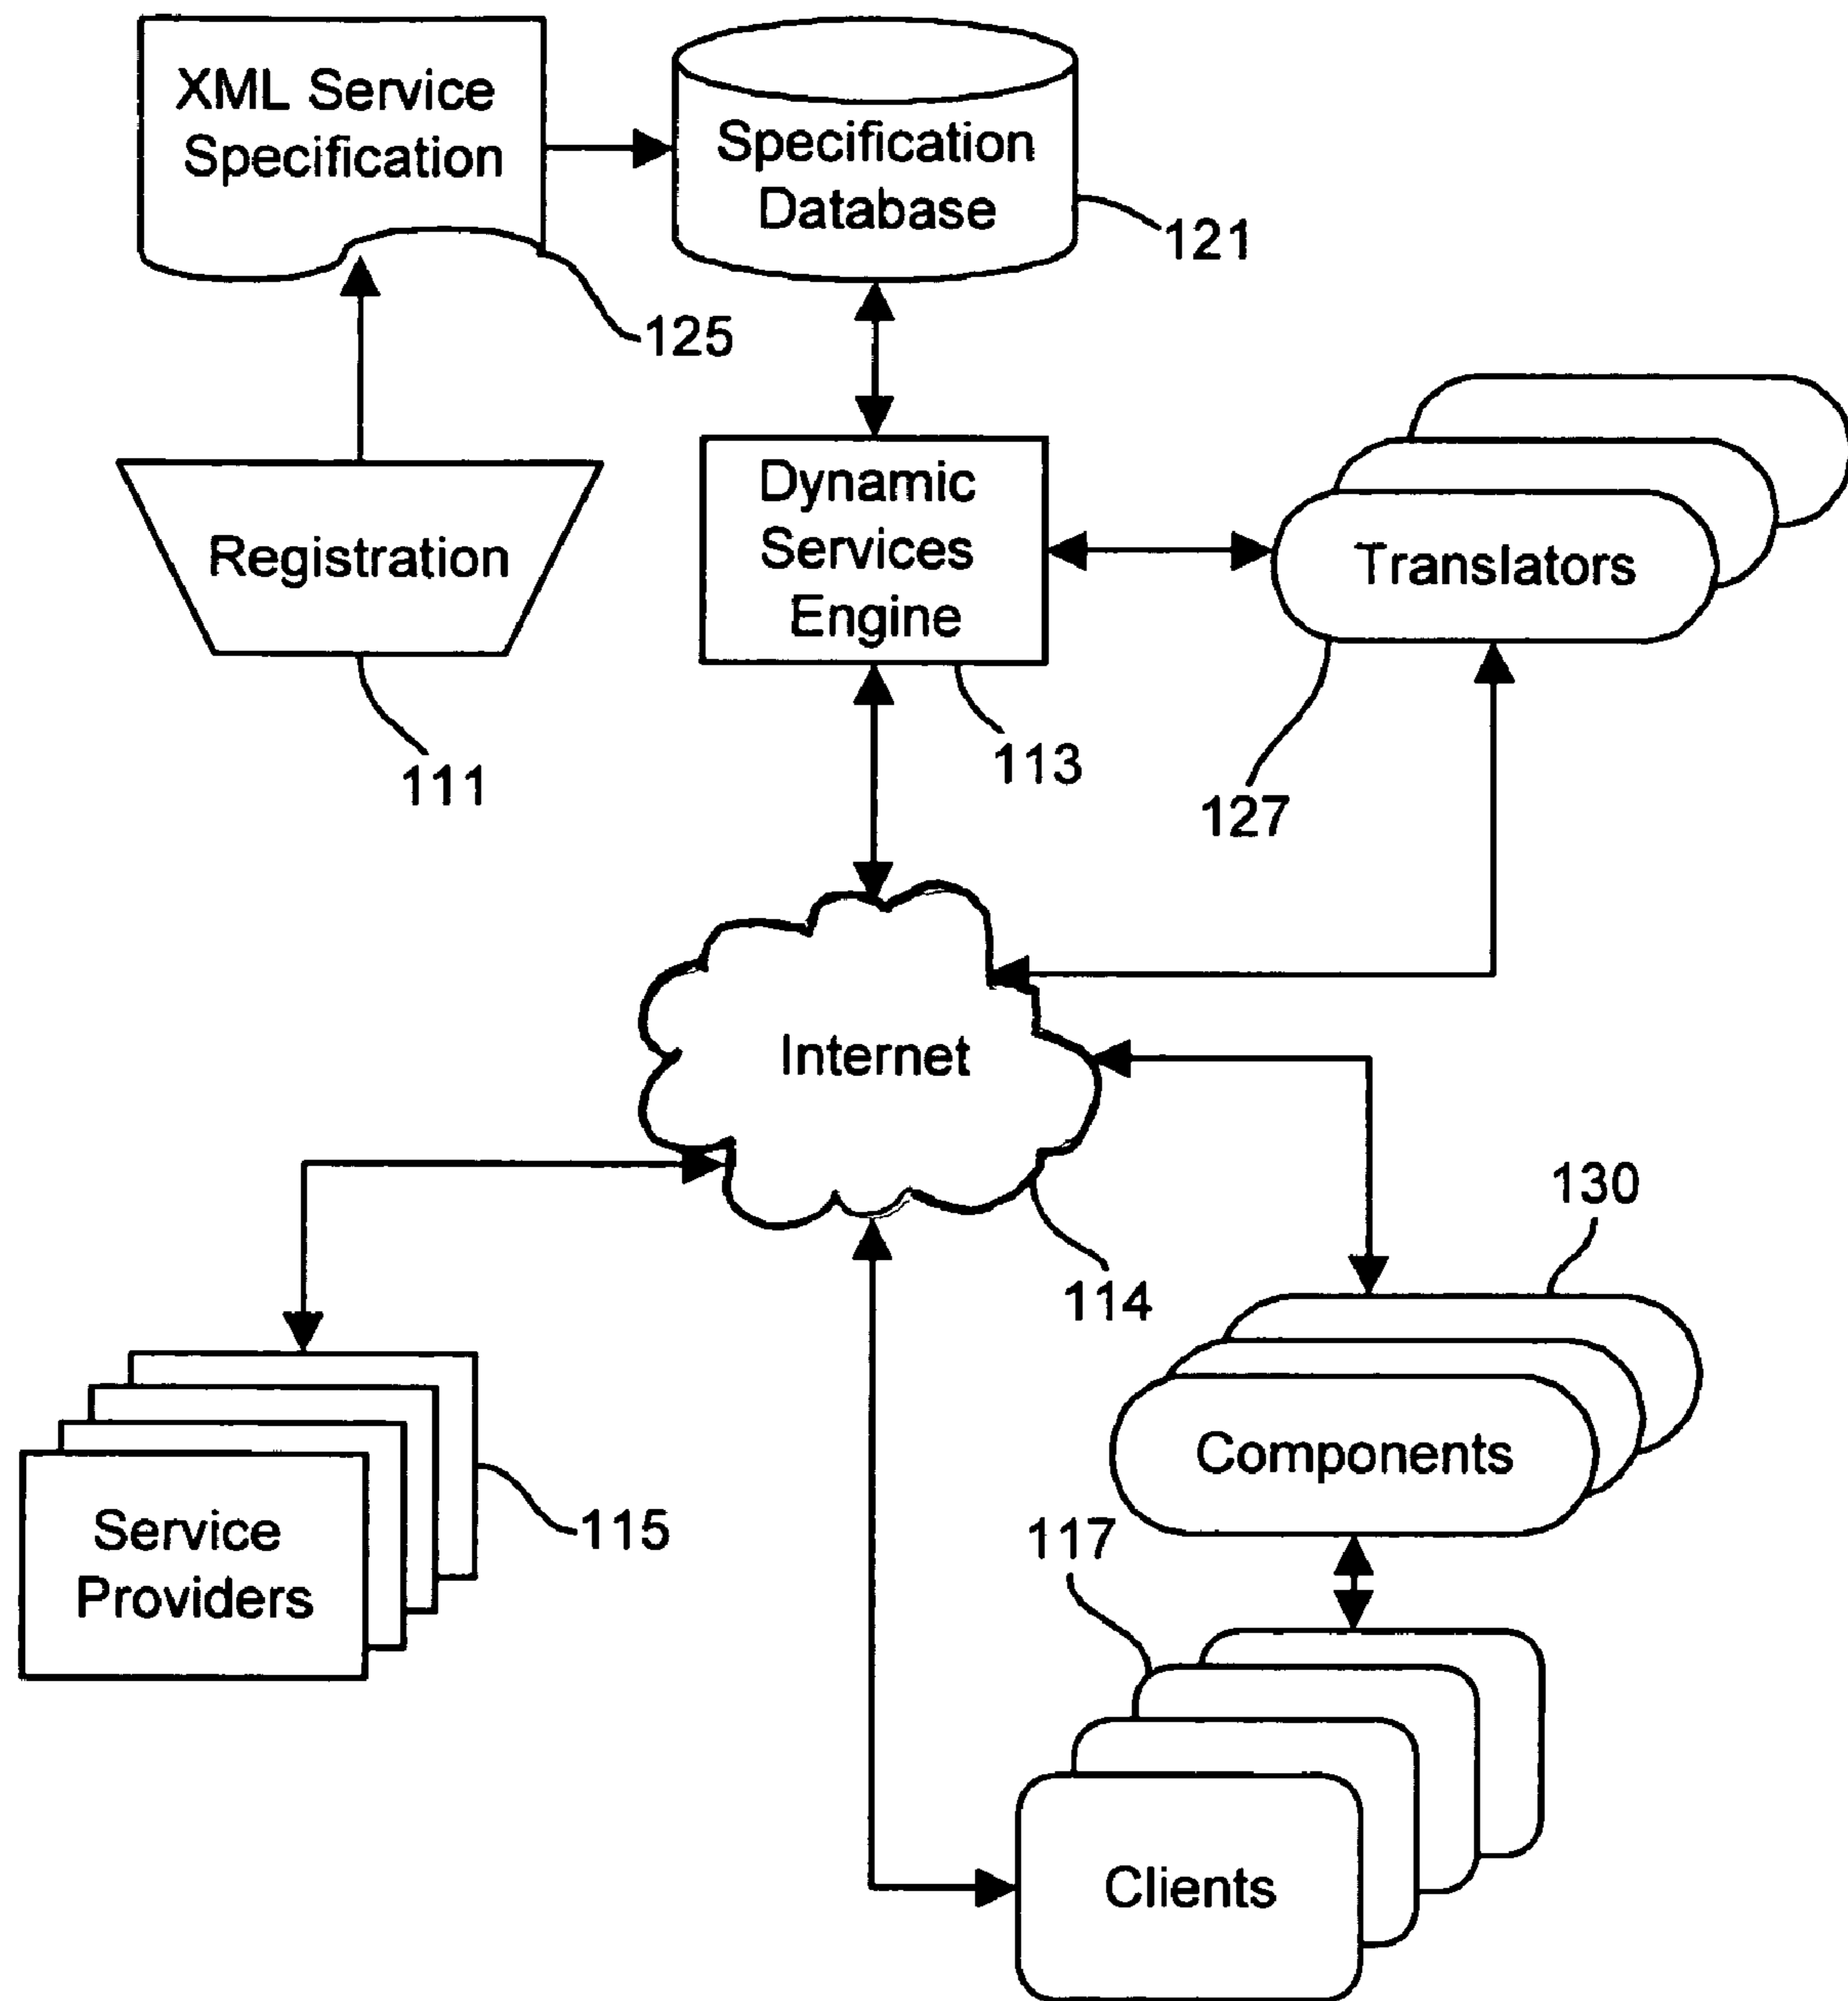 XML Service
Specification
Specification
Database
121
125
Registration
Dynamic
Services
Engine
Translators
111
113
127
Internet
130
114
Components
117
Service
Providers
115
Clients